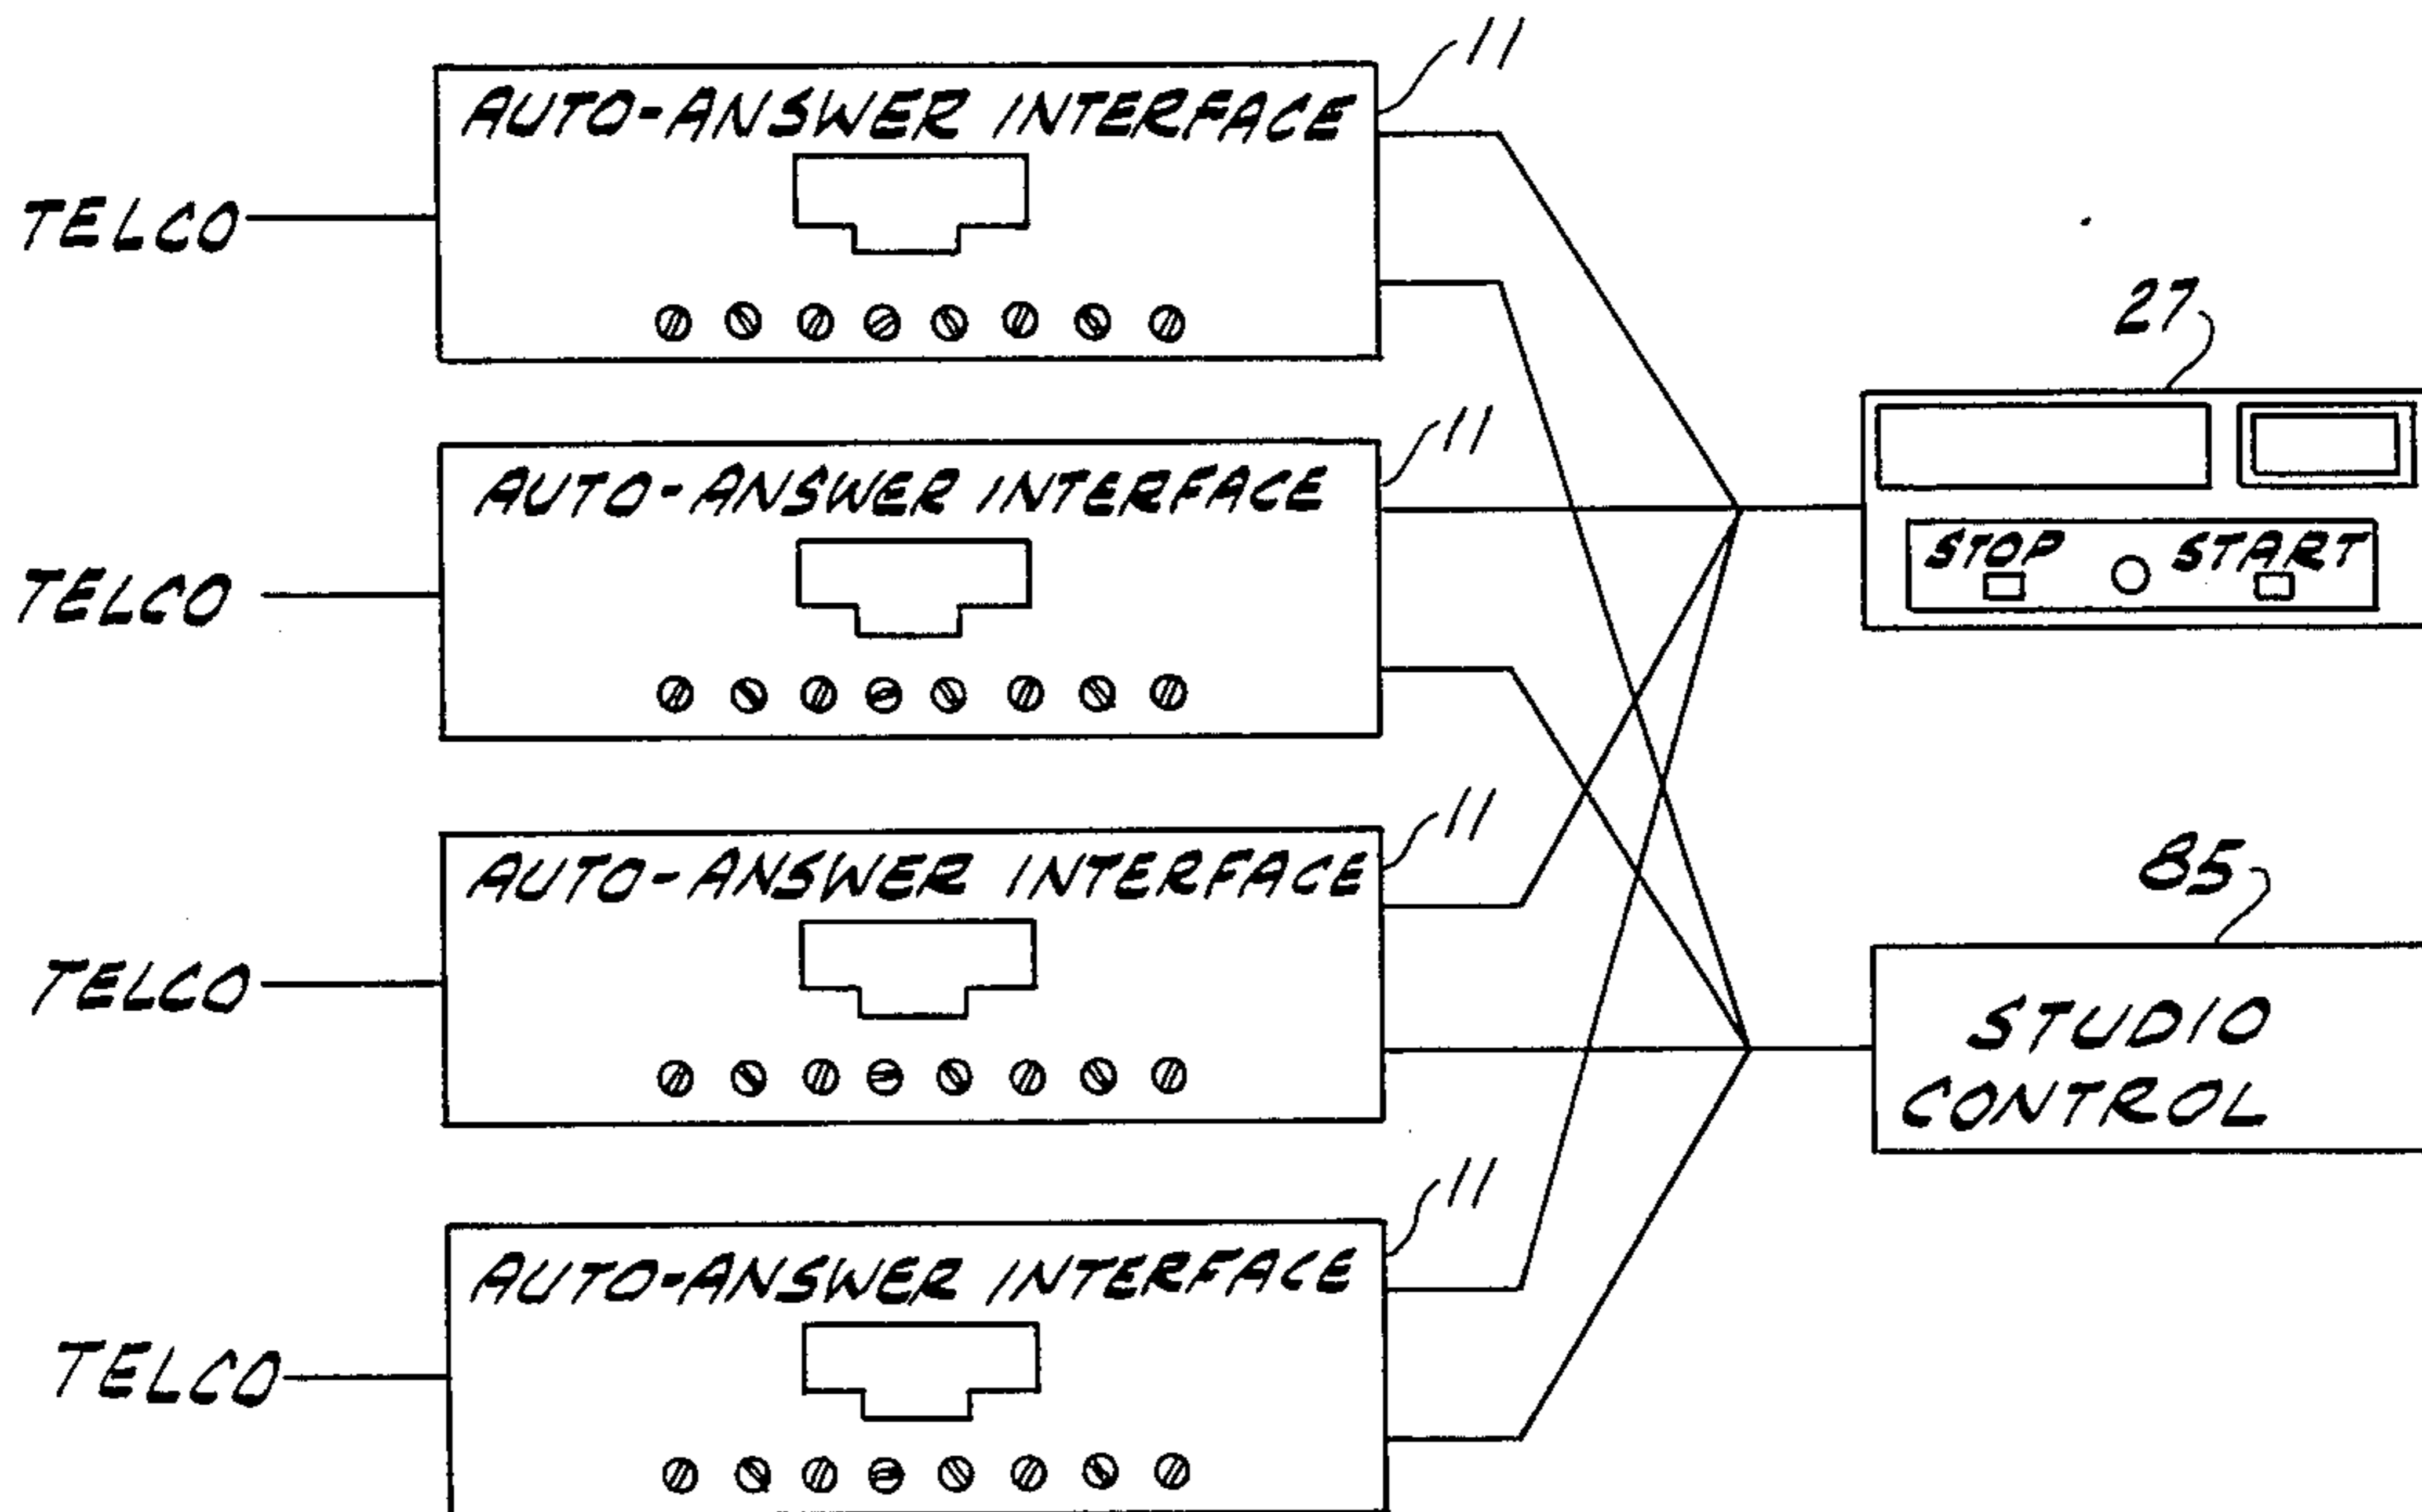 11
AUTO-ANSWER INTERFACE
TELCO
27
11
AUTO-ANSWER INTERFACE
STOP START
TELCO
11
85
AUTO-ANSWER INTERFACE
TELCO
STUDIO
CONTROL
11
AUTO-ANSWER INTERFACE
TELCO